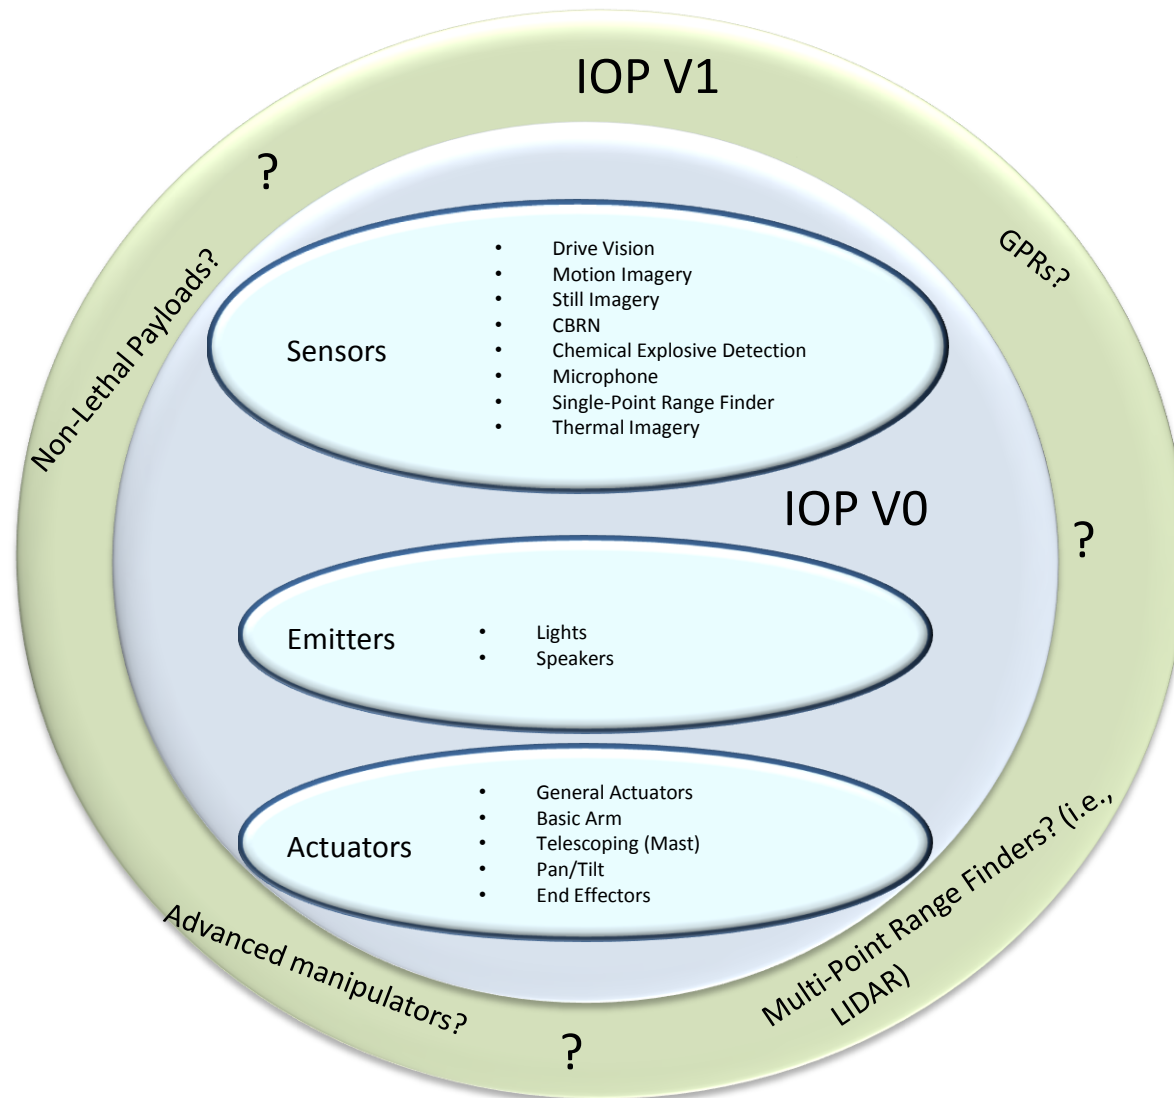 IOP V1
?
Non-Lethal Payloads?
GPRs?
Sensors
• Drive Vision
• Motion Imagery
• Still Imagery
• CBRN
• Chemical Explosive Detection
• Microphone
• Single-Point Range Finder
• Thermal Imagery
IOP V0
?
Emitters
• Lights
• Speakers
Actuators
• General Actuators
• Basic Arm
• Telescoping (Mast)
• Pan/Tilt
• End Effectors
Advanced manipulators?
Multi-Point Range Finders? (i.e.,
LIDAR)
?